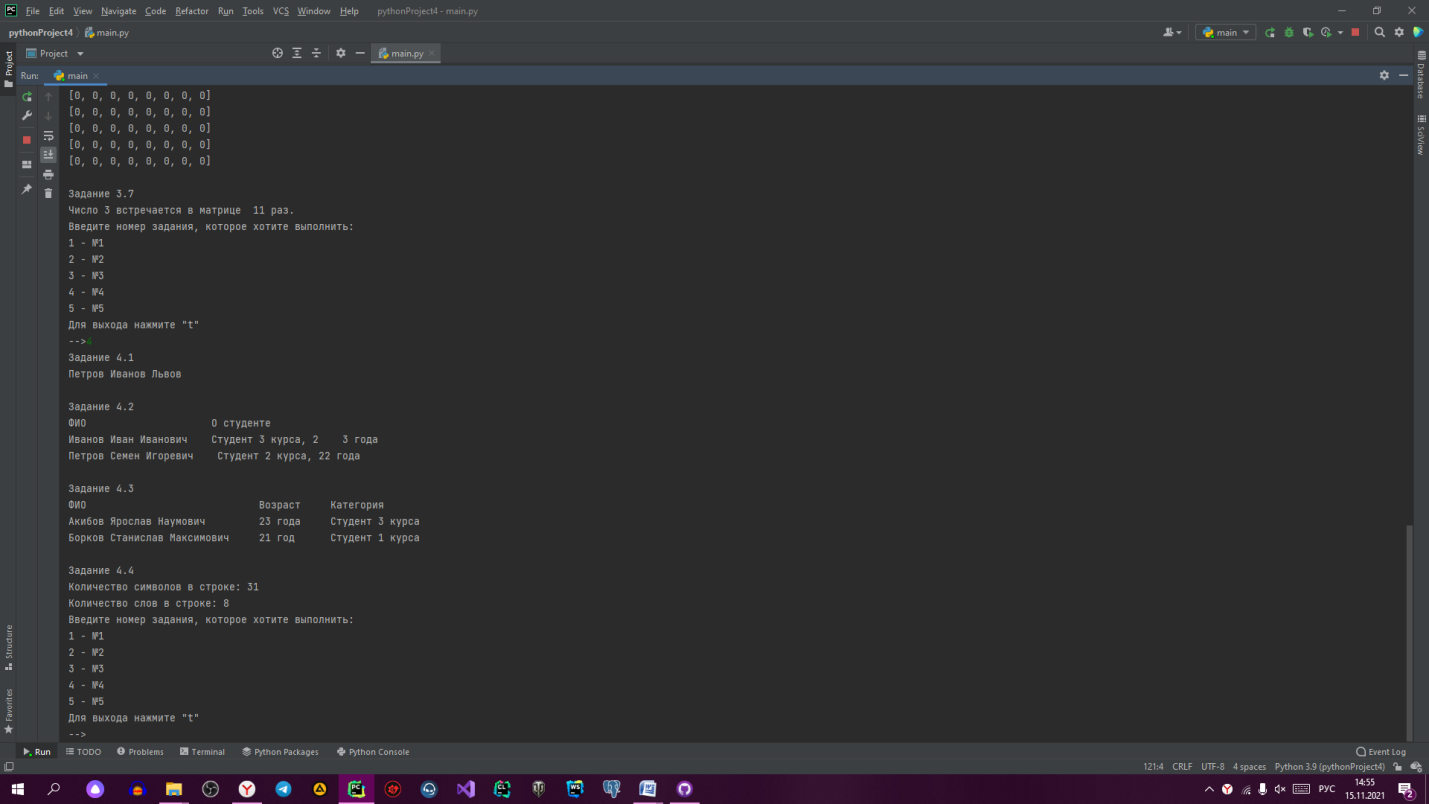 PC File Edit View Navigate Code Refactor Run Tools VCS Window Help pythonProject4 - main.py
pythonProject4 main.py main
Project main.py
Run: main
[0, 0, 0, 0, 0, 0, 0, 0]
[0, 0, 0, 0, 0, 0, 0, 0]
[0, 0, 0, 0, 0, 0, 0, 0]
[0, 0, 0, 0, 0, 0, 0, 0]
[0, 0, 0, 0, 0, 0, 0, 0]
Задание 3.7
Число 3 встречается в матрице  11 раз.
Введите номер задания, которое хотите выполнить:
1 - №1
2 - №2
3 - №3
4 - №4
5 - №5
Для выхода нажмите "t"
-->4
Задание 4.1
Петров Иванов Львов
Задание 4.2
ФИО                     О студенте
Иванов Иван Иванович    Студент 3 курса, 2    3 года
Петров Семен Игоревич    Студент 2 курса, 22 года
Задание 4.3
ФИО                             Возраст     Категория
Акибов Ярослав Наумович         23 года     Студент 3 курса
Борков Станислав Максимович     21 год      Студент 1 курса
Задание 4.4
Количество символов в строке: 31
Количество слов в строке: 8
Введите номер задания, которое хотите выполнить:
1 - №1
2 - №2
3 - №3
4 - №4
5 - №5
Для выхода нажмите "t"
-->
Project
Structure
Favorites
Database
SciView
Run TODO Problems Terminal Python Packages Python Console Event Log
121:4 CRLF UTF-8 4 spaces Python 3.9 (pythonProject4)
PC CL WS РУС 14:55
15.11.2021 2